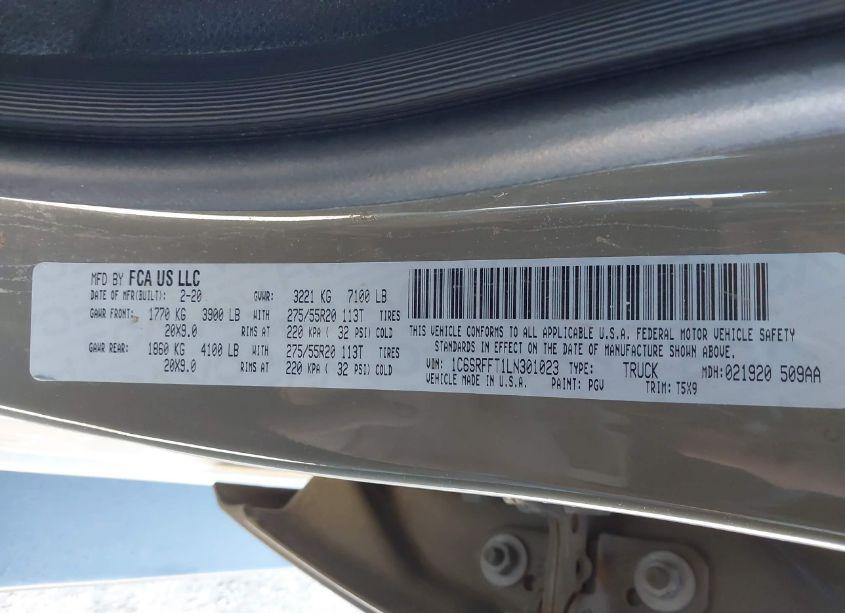 MFD BY FCA US LLC
DATE OF MFR(BUILT): 2-20 GVWR: 3221 KG 7100 LB
GAWR FRONT: 1770 KG 3900 LB WITH 275/55R20 113T TIRES
20X9.0 RIMS AT 220 KPA ( 32 PSI) COLD
GAWR REAR: 1860 KG 4100 LB WITH 275/55R20 113T TIRES
20X9.0 RIMS AT 220 KPA ( 32 PSI) COLD
THIS VEHICLE CONFORMS TO ALL APPLICABLE U.S.A. FEDERAL MOTOR VEHICLE SAFETY
STANDARDS IN EFFECT ON THE DATE OF MANUFACTURE SHOWN ABOVE.
VIN: 1C6SRFFT1LN301023 TYPE: TRUCK MDH:021920 509AA
VEHICLE MADE IN U.S.A. PAINT: PGV TRIM: T5X9